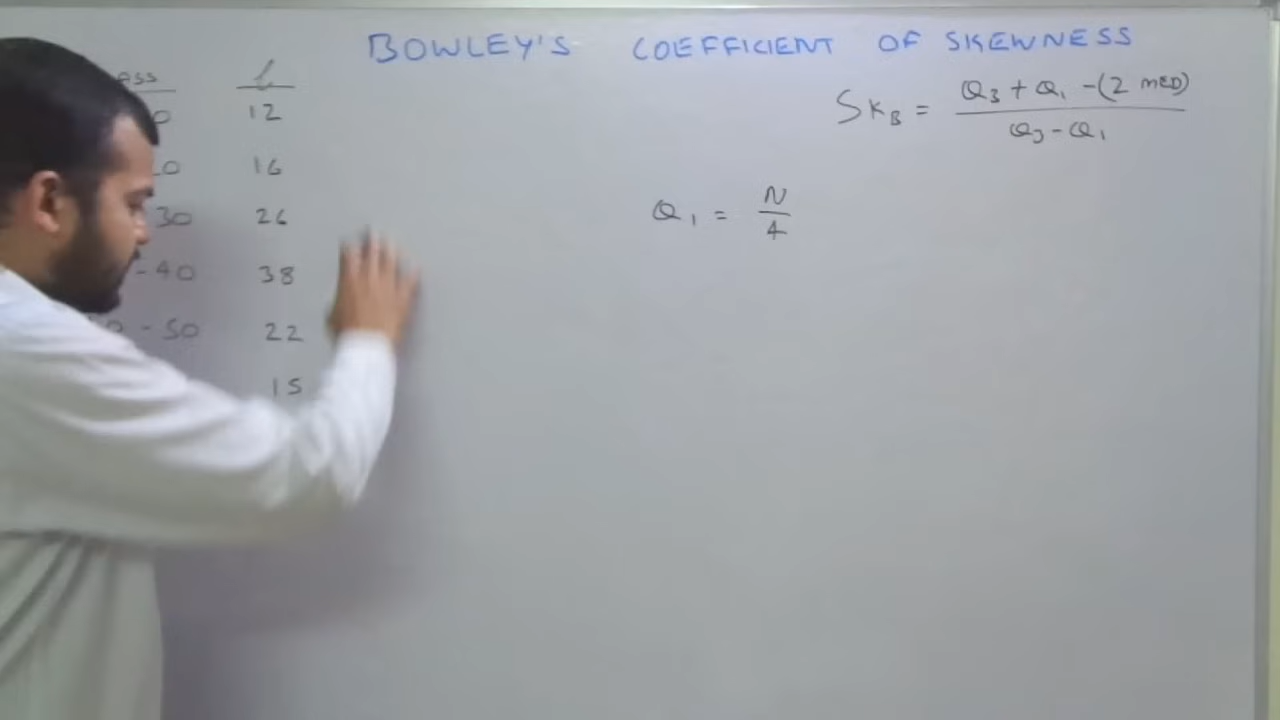 BOWLEY'S COEFFICIENT OF SKEWNESS
ASS f
0 12
0 16
30 26
-40 38
0 - 50 22
15
SKB = Q3 + Q1 - (2 MED) / Q3 - Q1
Q1 = N / 4